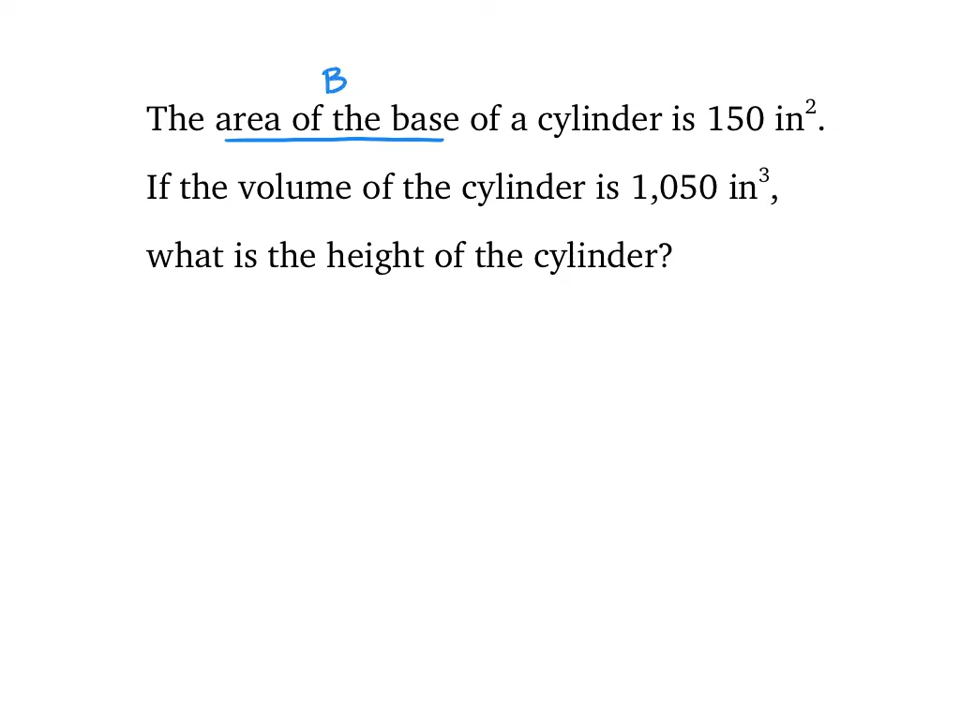 B
The area of the base of a cylinder is 150 in².
If the volume of the cylinder is 1,050 in³,
what is the height of the cylinder?